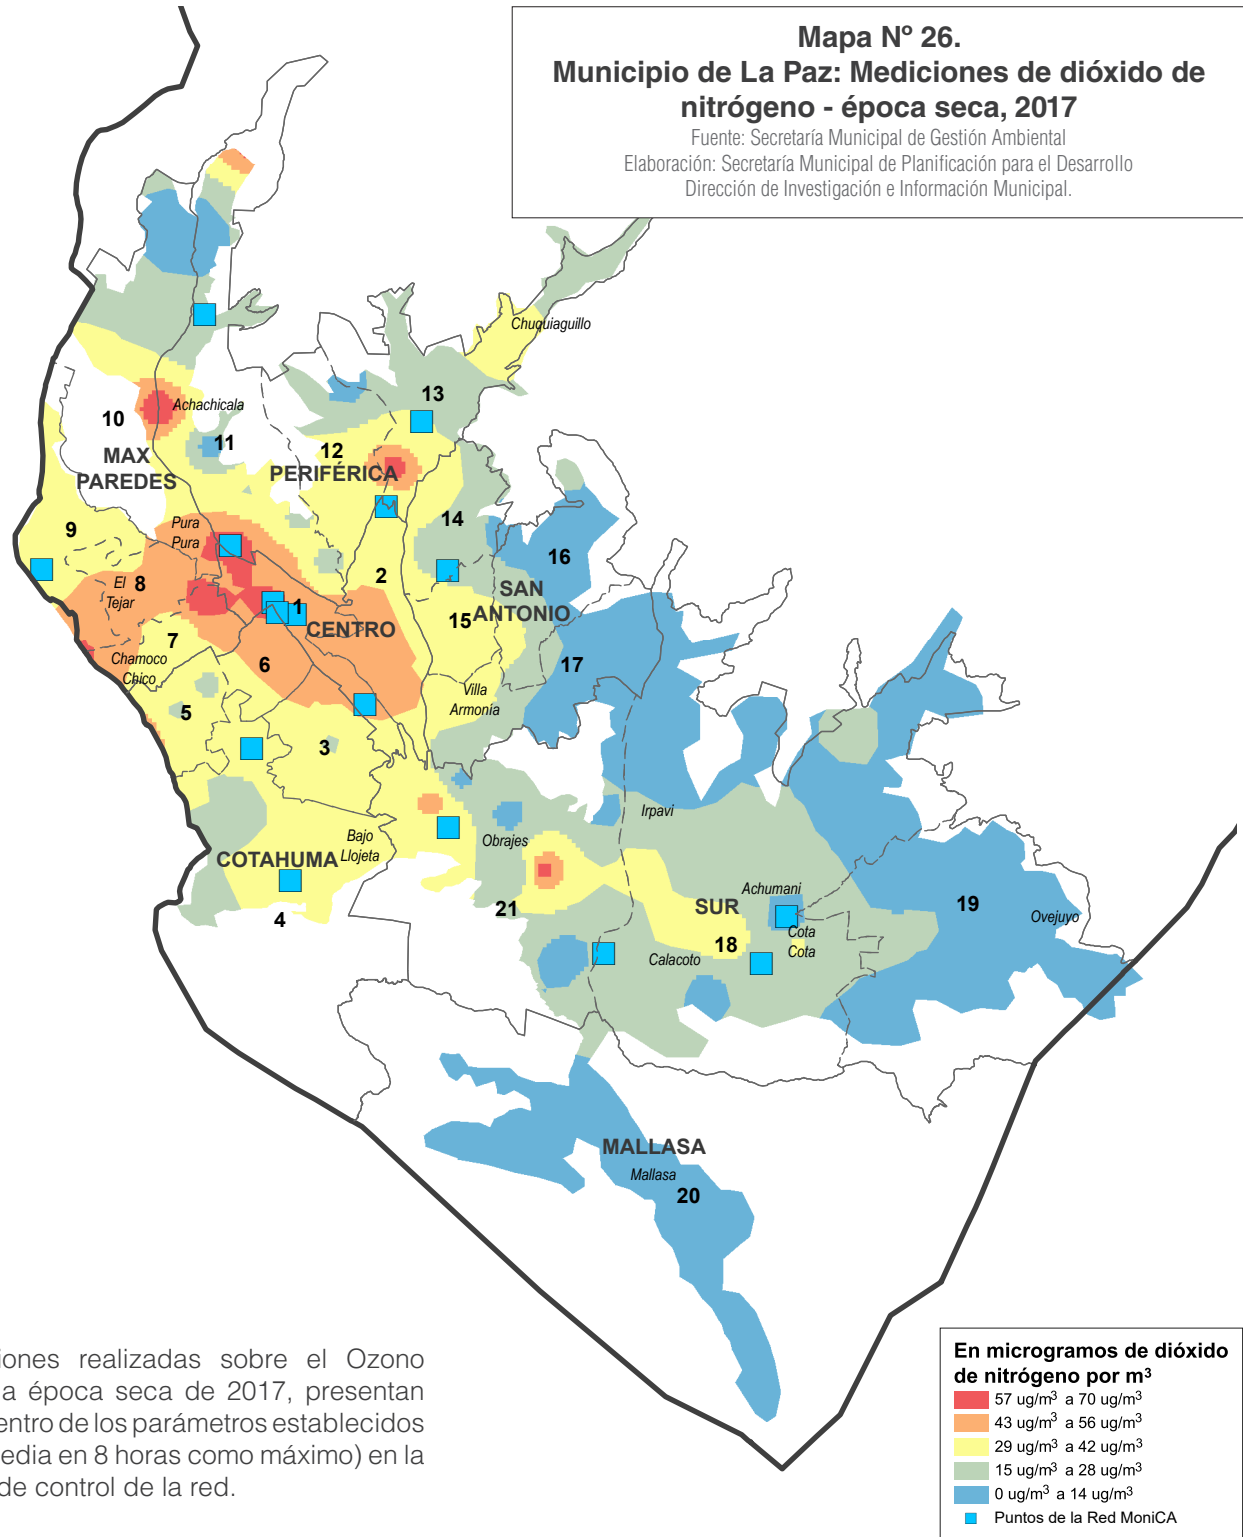 Mapa Nº 26.
Municipio de La Paz: Mediciones de dióxido de
nitrógeno - época seca, 2017
Fuente: Secretaría Municipal de Gestión Ambiental
Elaboración: Secretaría Municipal de Planificación para el Desarrollo
Dirección de Investigación e Información Municipal.
Chuquiaguillo
13
10
Achachicala
11
12
MAX
PAREDES
PERIFÉRICA
9
Pura
Pura
14
16
El
Tejar
8
2
SAN
ANTONIO
1
CENTRO
15
7
Chamoco
Chico
6
17
Villa
Armonía
5
3
Irpavi
Bajo
Llojeta
Obrajes
COTAHUMA
4
21
SUR
Achumani
19
Ovejuyo
18
Cota
Cota
Calacoto
MALLASA
Mallasa
20
iones realizadas sobre el Ozono
a época seca de 2017, presentan
entro de los parámetros establecidos
edia en 8 horas como máximo) en la
de control de la red.
En microgramos de dióxido
de nitrógeno por m³
57 ug/m³ a 70 ug/m³
43 ug/m³ a 56 ug/m³
29 ug/m³ a 42 ug/m³
15 ug/m³ a 28 ug/m³
0 ug/m³ a 14 ug/m³
Puntos de la Red MoniCA